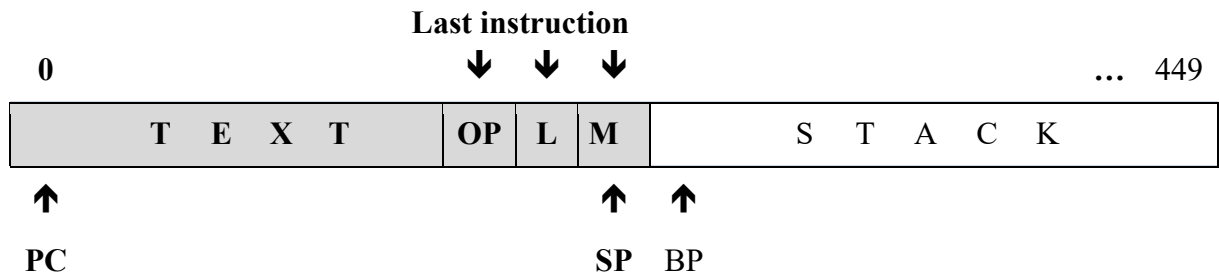 Last instruction
0 ... 449
T E X T OP L M S T A C K
PC SP BP